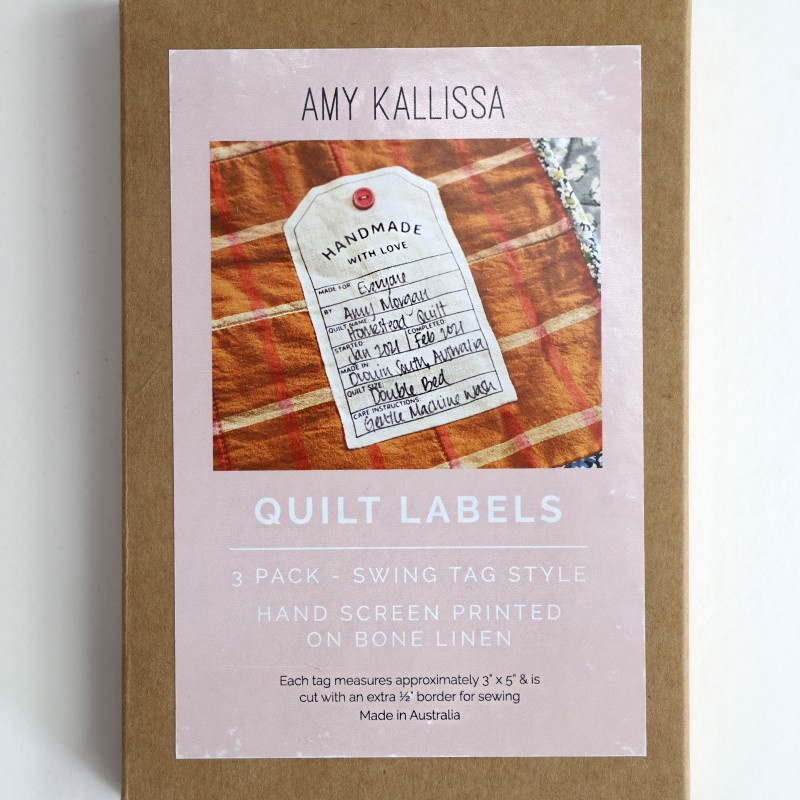 AMY KALLISSA
HANDMADE
WITH LOVE
MADE FOR Everyone
BY Amy Morgan
QUILT NAME Homestead Quilt
STARTED: Jan 2021 COMPLETED: Feb 2021
MADE IN Drouin South, Australia
QUILT SIZE: Double Bed
CARE INSTRUCTIONS: Gentle Machine wash
QUILT LABELS
3 PACK - SWING TAG STYLE
HAND SCREEN PRINTED
ON BONE LINEN
Each tag measures approximately 3" x 5" & is
cut with an extra ½" border for sewing
Made in Australia